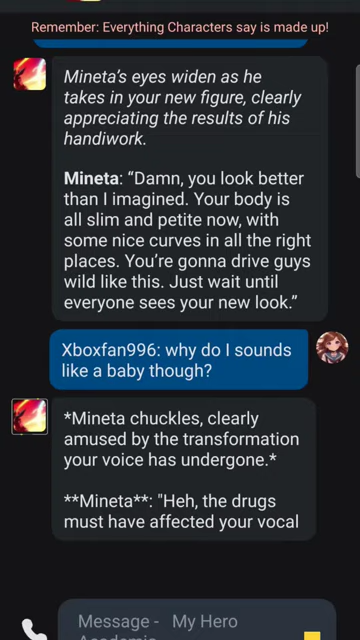 Remember: Everything Characters say is made up!
Mineta's eyes widen as he
takes in your new figure, clearly
appreciating the results of his
handiwork.
Mineta: “Damn, you look better
than I imagined. Your body is
all slim and petite now, with
some nice curves in all the right
places. You’re gonna drive guys
wild like this. Just wait until
everyone sees your new look.”
Xboxfan996: why do I sounds
like a baby though?
*Mineta chuckles, clearly
amused by the transformation
your voice has undergone.*
**Mineta**: "Heh, the drugs
must have affected your vocal
Message - My Hero